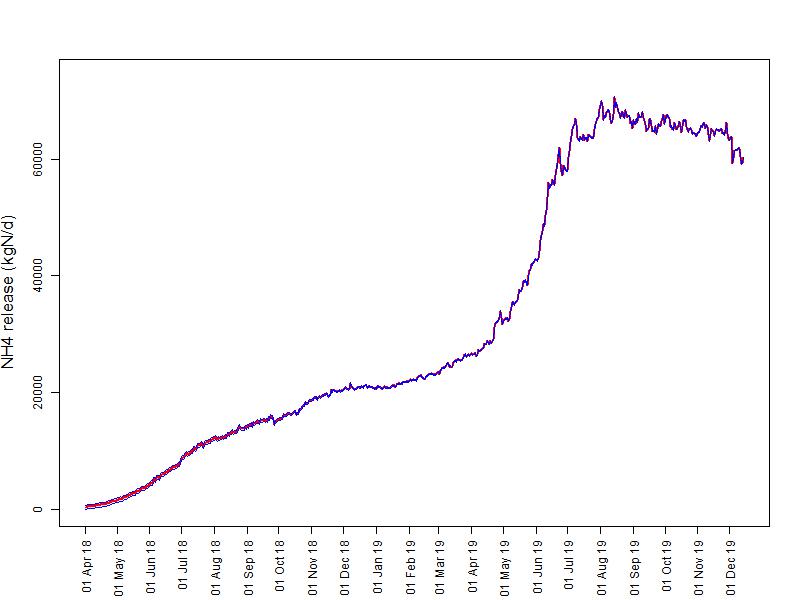 NH4 release (kgN/d)
60000
40000
20000
0
01 Apr 18
01 May 18
01 Jun 18
01 Jul 18
01 Aug 18
01 Sep 18
01 Oct 18
01 Nov 18
01 Dec 18
01 Jan 19
01 Feb 19
01 Mar 19
01 Apr 19
01 May 19
01 Jun 19
01 Jul 19
01 Aug 19
01 Sep 19
01 Oct 19
01 Nov 19
01 Dec 19